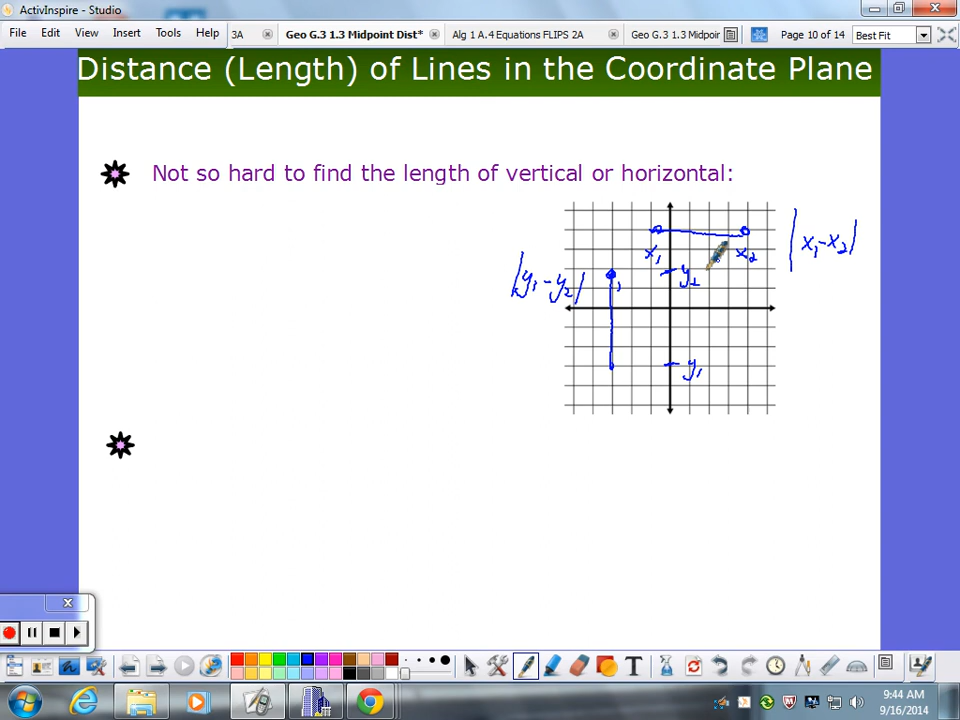 ActivInspire - Studio
File Edit View Insert Tools Help 3A Geo G.3 1.3 Midpoint Dist* Alg 1 A.4 Equations FLIPS 2A Geo G.3 1.3 Midpoir Page 10 of 14 Best Fit
Distance (Length) of Lines in the Coordinate Plane
Not so hard to find the length of vertical or horizontal:
x₁ x₂ |x₁-x₂|
|y₁-y₂| y₂
y₁
T
9:44 AM
9/16/2014